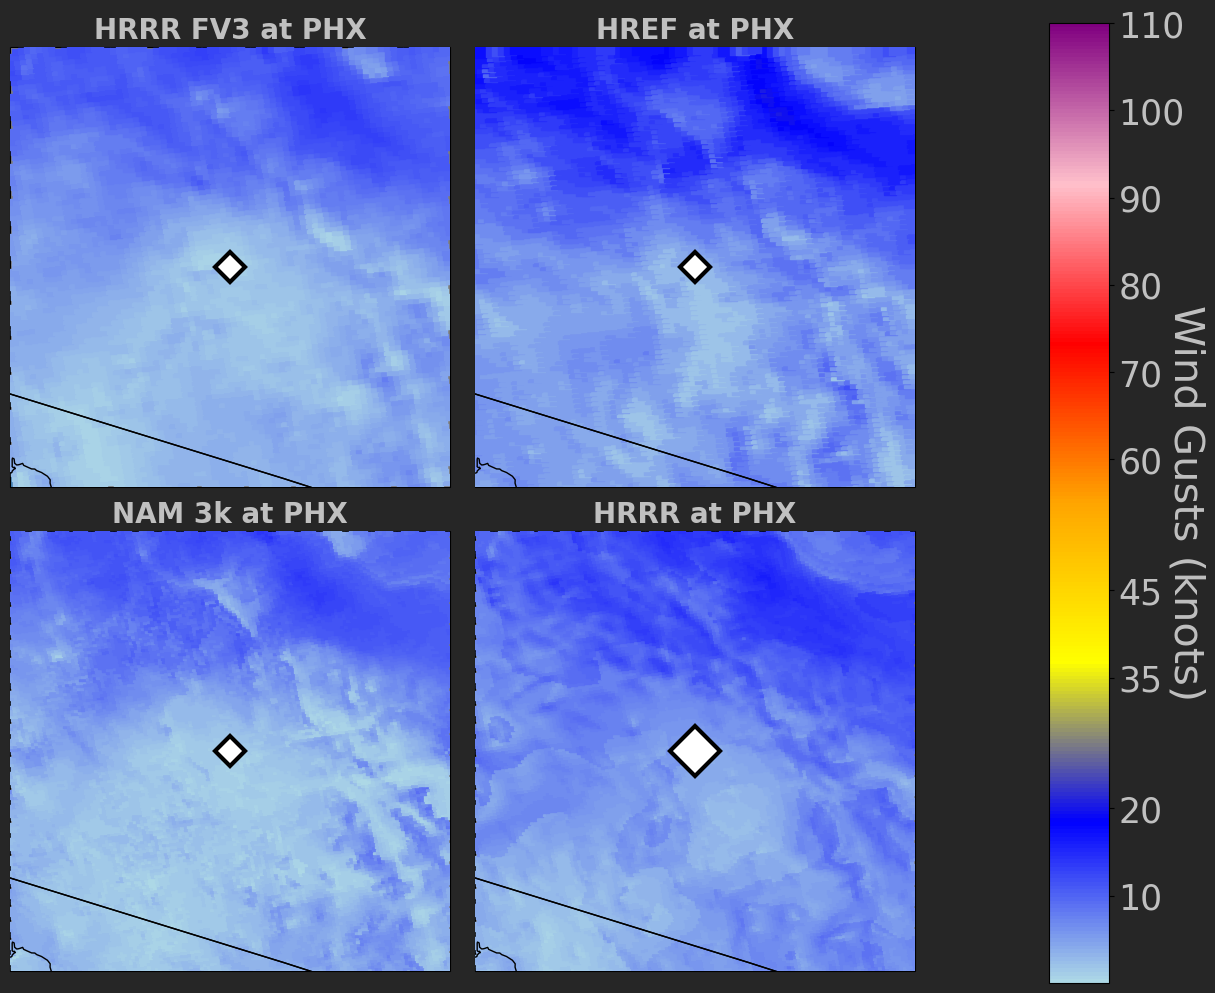 HRRR FV3 at PHX
HREF at PHX
NAM 3k at PHX
HRRR at PHX
110
100
90
80
70
60
45
35
20
10
Wind Gusts (knots)